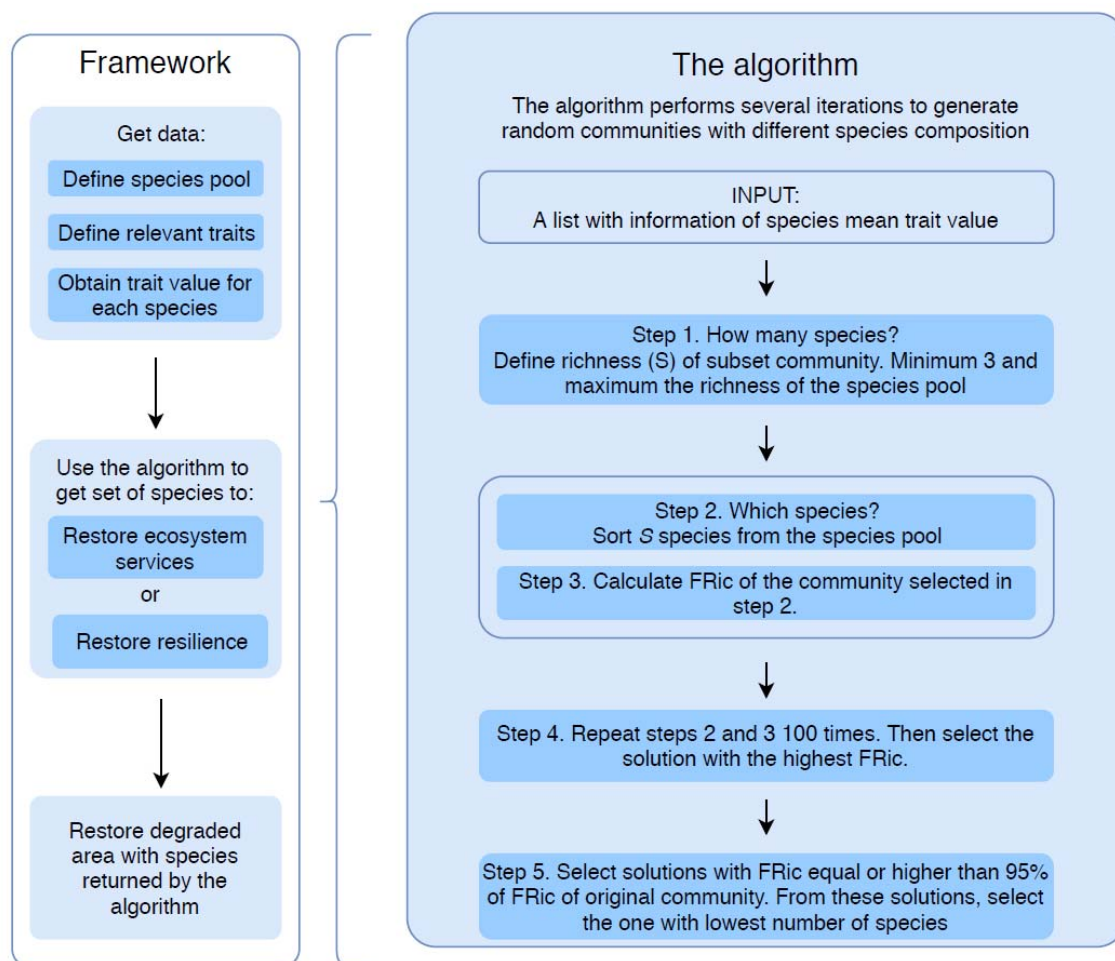 Framework
Get data:
Define species pool
Define relevant traits
Obtain trait value for
each species
Use the algorithm to
get set of species to:
Restore ecosystem
services
or
Restore resilience
Restore degraded
area with species
returned by the
algorithm
The algorithm
The algorithm performs several iterations to generate
random communities with different species composition
INPUT:
A list with information of species mean trait value
Step 1. How many species?
Define richness (S) of subset community. Minimum 3 and
maximum the richness of the species pool
Step 2. Which species?
Sort S species from the species pool
Step 3. Calculate FRic of the community selected in
step 2.
Step 4. Repeat steps 2 and 3 100 times. Then select the
solution with the highest FRic.
Step 5. Select solutions with FRic equal or higher than 95%
of FRic of original community. From these solutions, select
the one with lowest number of species